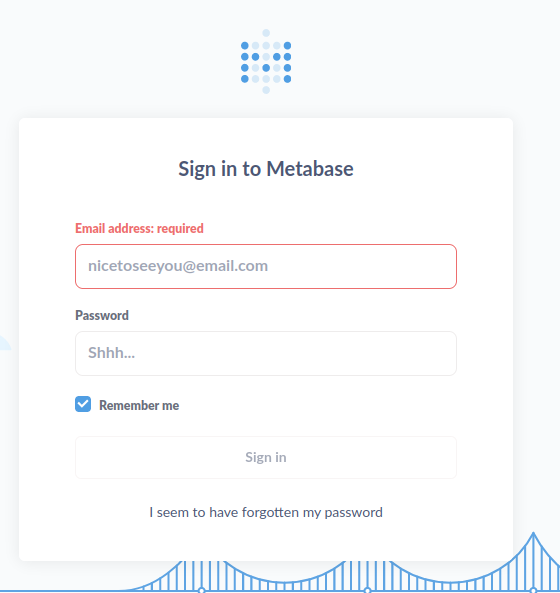 Sign in to Metabase
Email address: required
nicetoseeyou@email.com
Password
Shhh...
Remember me
Sign in
I seem to have forgotten my password